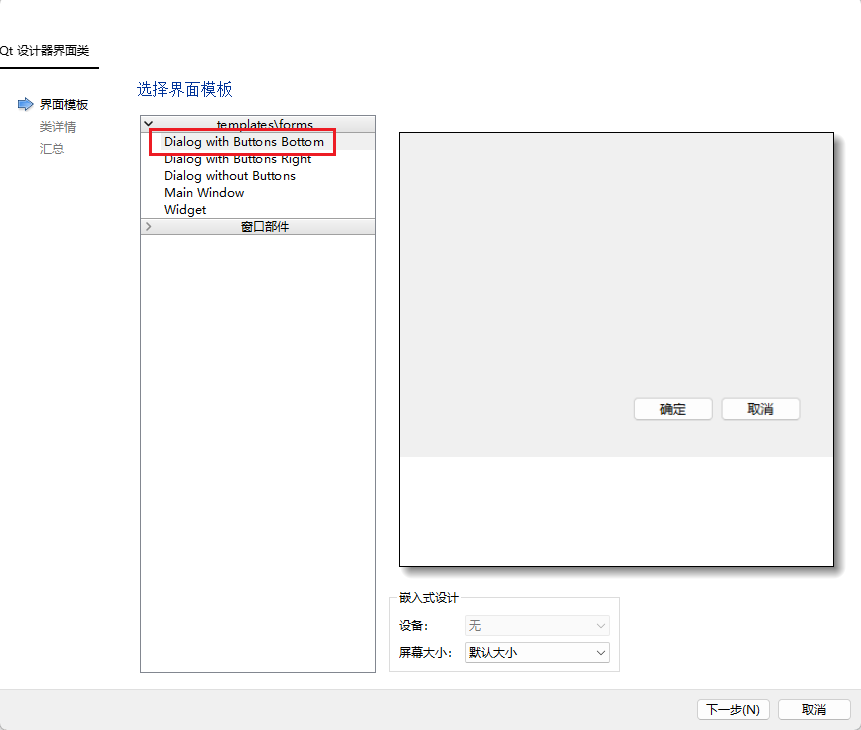 Qt 设计器界面类
界面模板
类详情
汇总
选择界面模板
templates\forms
Dialog with Buttons Bottom
Dialog with Buttons Right
Dialog without Buttons
Main Window
Widget
窗口部件
确定
取消
嵌入式设计
设备:
无
屏幕大小:
默认大小
下一步(N)
取消